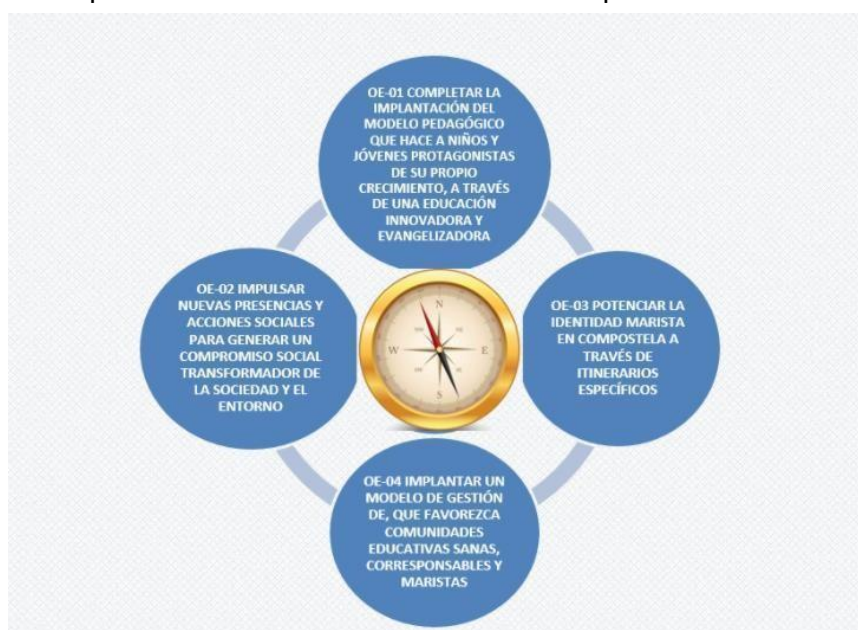 OE-01 COMPLETAR LA
IMPLANTACIÓN DEL
MODELO PEDAGÓGICO
QUE HACE A NIÑOS Y
JÓVENES PROTAGONISTAS
DE SU PROPIO
CRECIMIENTO, A TRAVÉS
DE UNA EDUCACIÓN
INNOVADORA Y
EVANGELIZADORA
OE-02 IMPULSAR
NUEVAS PRESENCIAS Y
ACCIONES SOCIALES
PARA GENERAR UN
COMPROMISO SOCIAL
TRANSFORMADOR DE
LA SOCIEDAD Y EL
ENTORNO
N
W
E
S
OE-03 POTENCIAR LA
IDENTIDAD MARISTA
EN COMPOSTELA A
TRAVÉS DE
ITINERARIOS
ESPECÍFICOS
OE-04 IMPLANTAR UN
MODELO DE GESTIÓN
DE, QUE FAVOREZCA
COMUNIDADES
EDUCATIVAS SANAS,
CORRESPONSABLES Y
MARISTAS